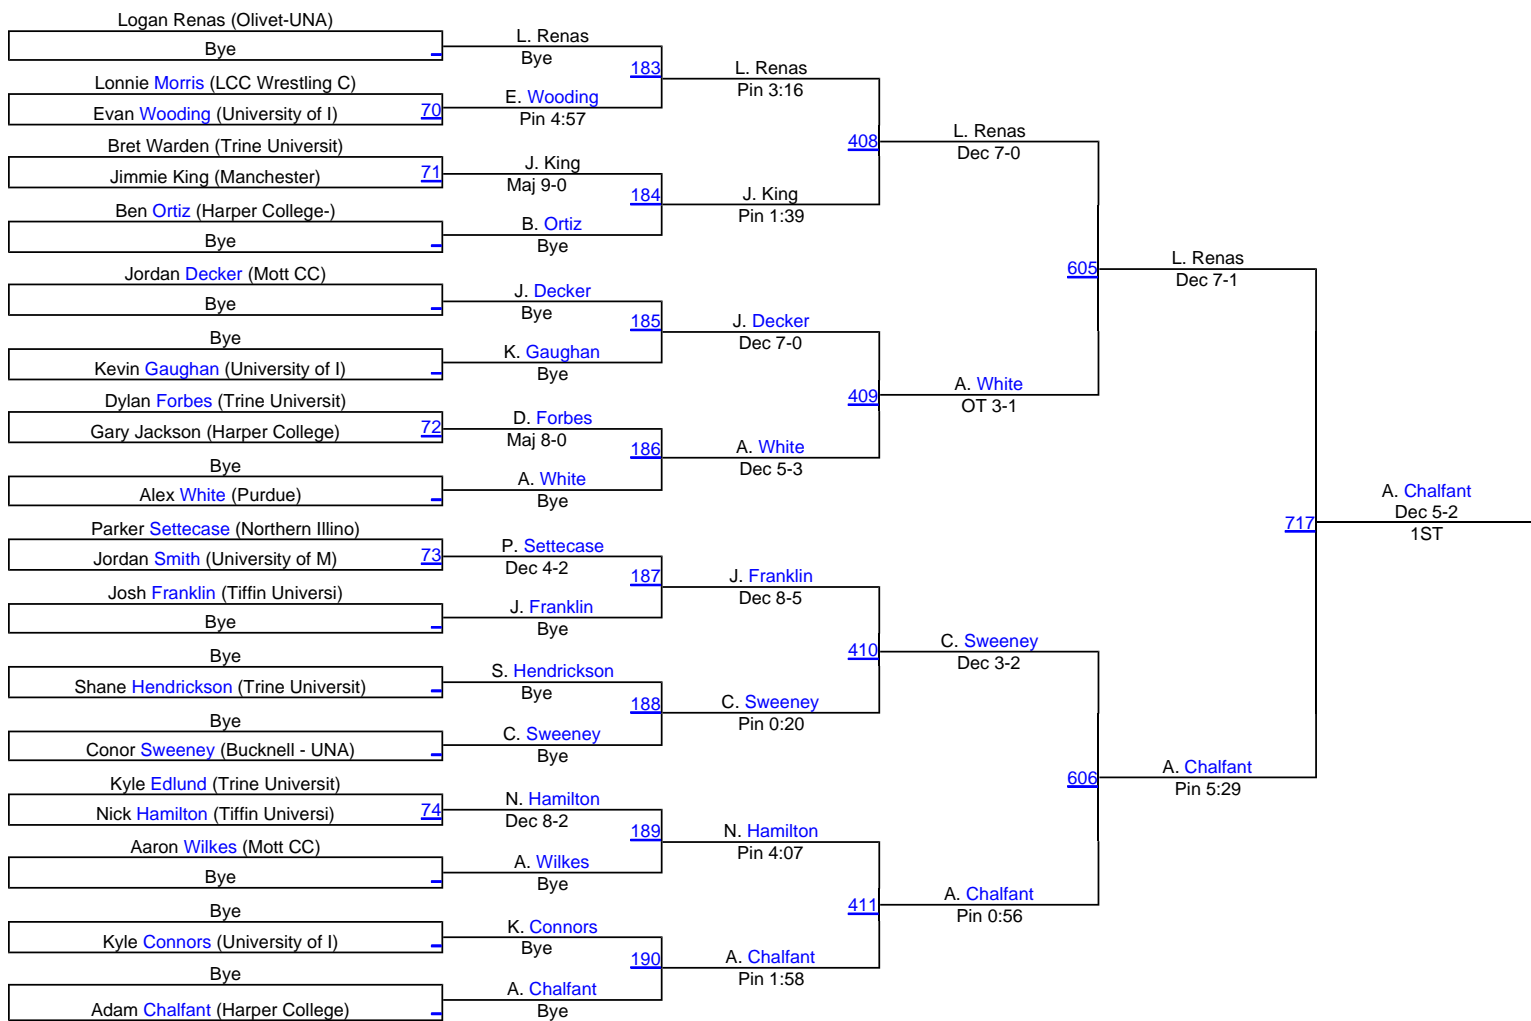 Logan Renas (Olivet-UNA)
Bye
Lonnie Morris (LCC Wrestling C)
Evan Wooding (University of I)
70
Bret Warden (Trine Universit)
Jimmie King (Manchester)
71
Ben Ortiz (Harper College-)
Bye
Jordan Decker (Mott CC)
Bye
Bye
Kevin Gaughan (University of I)
Dylan Forbes (Trine Universit)
Gary Jackson (Harper College)
72
Bye
Alex White (Purdue)
Parker Settecase (Northern Illino)
Jordan Smith (University of M)
73
Josh Franklin (Tiffin Universi)
Bye
Bye
Shane Hendrickson (Trine Universit)
Bye
Conor Sweeney (Bucknell - UNA)
Kyle Edlund (Trine Universit)
Nick Hamilton (Tiffin Universi)
74
Aaron Wilkes (Mott CC)
Bye
Bye
Kyle Connors (University of I)
Bye
Adam Chalfant (Harper College)
L. Renas
Bye
183
E. Wooding
Pin 4:57
J. King
Maj 9-0
184
B. Ortiz
Bye
J. Decker
Bye
185
K. Gaughan
Bye
D. Forbes
Maj 8-0
186
A. White
Bye
P. Settecase
Dec 4-2
187
J. Franklin
Bye
S. Hendrickson
Bye
188
C. Sweeney
Bye
N. Hamilton
Dec 8-2
189
A. Wilkes
Bye
K. Connors
Bye
190
A. Chalfant
Bye
L. Renas
Pin 3:16
408
J. King
Pin 1:39
J. Decker
Dec 7-0
409
A. White
Dec 5-3
J. Franklin
Dec 8-5
410
C. Sweeney
Pin 0:20
N. Hamilton
Pin 4:07
411
A. Chalfant
Pin 1:58
L. Renas
Dec 7-0
605
A. White
OT 3-1
C. Sweeney
Dec 3-2
606
A. Chalfant
Pin 0:56
L. Renas
Dec 7-1
717
A. Chalfant
Pin 5:29
A. Chalfant
Dec 5-2
1ST